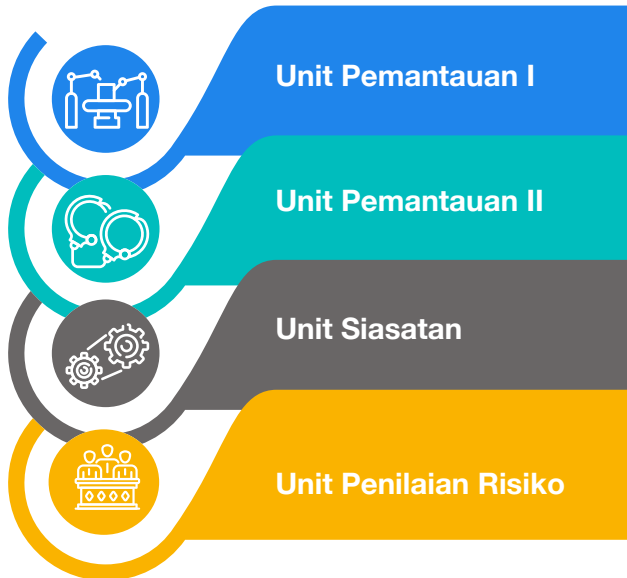 Unit Pemantauan I
Unit Pemantauan II
Unit Siasatan
Unit Penilaian Risiko